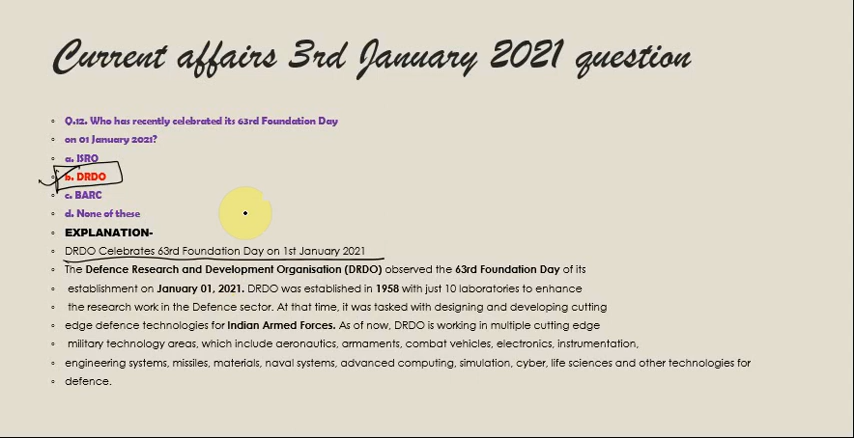 Current affairs 3rd January 2021 question
Q.12. Who has recently celebrated its 63rd Foundation Day
on 01 January 2021?
a. ISRO
b. DRDO
c. BARC
d. None of these
EXPLANATION-
DRDO Celebrates 63rd Foundation Day on 1st January 2021
The Defence Research and Development Organisation (DRDO) observed the 63rd Foundation Day of its
establishment on January 01, 2021. DRDO was established in 1958 with just 10 laboratories to enhance
the research work in the Defence sector. At that time, it was tasked with designing and developing cutting
edge defence technologies for Indian Armed Forces. As of now, DRDO is working in multiple cutting edge
military technology areas, which include aeronautics, armaments, combat vehicles, electronics, instrumentation,
engineering systems, missiles, materials, naval systems, advanced computing, simulation, cyber, life sciences and other technologies for
defence.